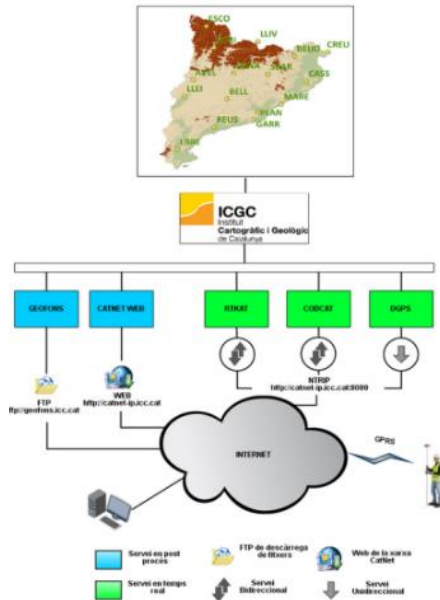 ESCO
LLIV
CREU
CASS
LLEI
BELL
MARE
REUS
GARR
ICGC
Institut
Cartogràfic i Geològic
de Catalunya
GEOFONS
CATNET WEB
RTKAT
CODCAT
DGPS
FTP
ftp://geofons.icc.cat
WEB
http://catnet-ip.icc.cat
NTRIP
http://catnet-ip.icc.cat:8080
INTERNET
GPRS
Servei en post
procés
FTP de descàrrega de
fitxers
Web de la xarxa
CatNet
Servei en temps
real
Servei
Bidireccional
Servei
Unidireccional